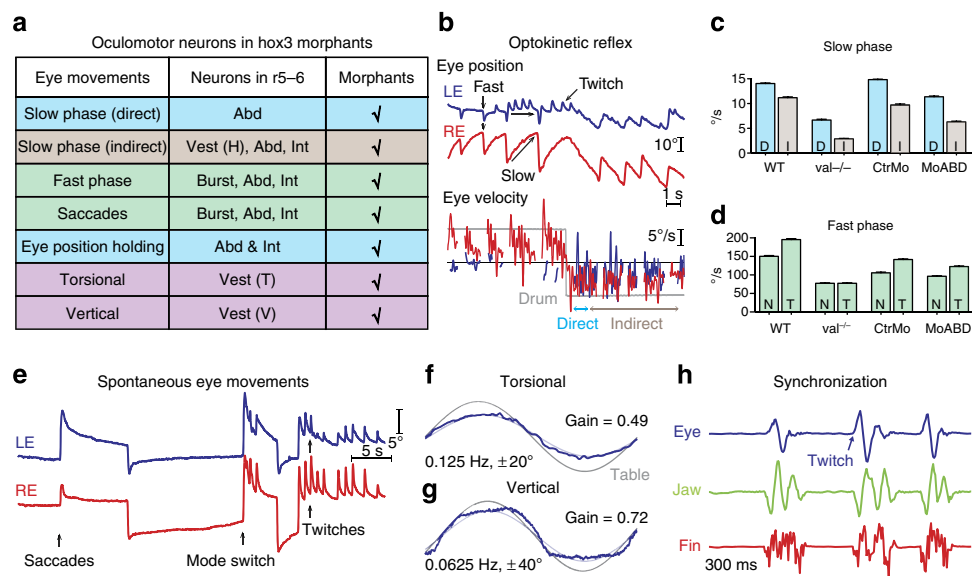 a
Oculomotor neurons in hox3 morphants
Eye movements Neurons in r5–6 Morphants
Slow phase (direct) Abd √
Slow phase (indirect) Vest (H), Abd, Int √
Fast phase Burst, Abd, Int √
Saccades Burst, Abd, Int √
Eye position holding Abd & Int √
Torsional Vest (T) √
Vertical Vest (V) √
b
Optokinetic reflex
Eye position
LE
Fast
Twitch
RE
Slow
10°
1 s
Eye velocity
5°/s
Drum
Direct
Indirect
c
Slow phase
°/s
15
10
5
0
D I D I D I D I
WT val–/– CtrMo MoABD
d
Fast phase
°/s
200
150
100
50
0
N T N T N T N T
WT val–/– CtrMo MoABD
e
Spontaneous eye movements
LE
RE
5°
5 s
Saccades
Mode switch
Twitches
f
Torsional
Gain = 0.49
0.125 Hz, ±20°
Table
g
Vertical
Gain = 0.72
0.0625 Hz, ±40°
h
Synchronization
Eye
Twitch
Jaw
Fin
300 ms